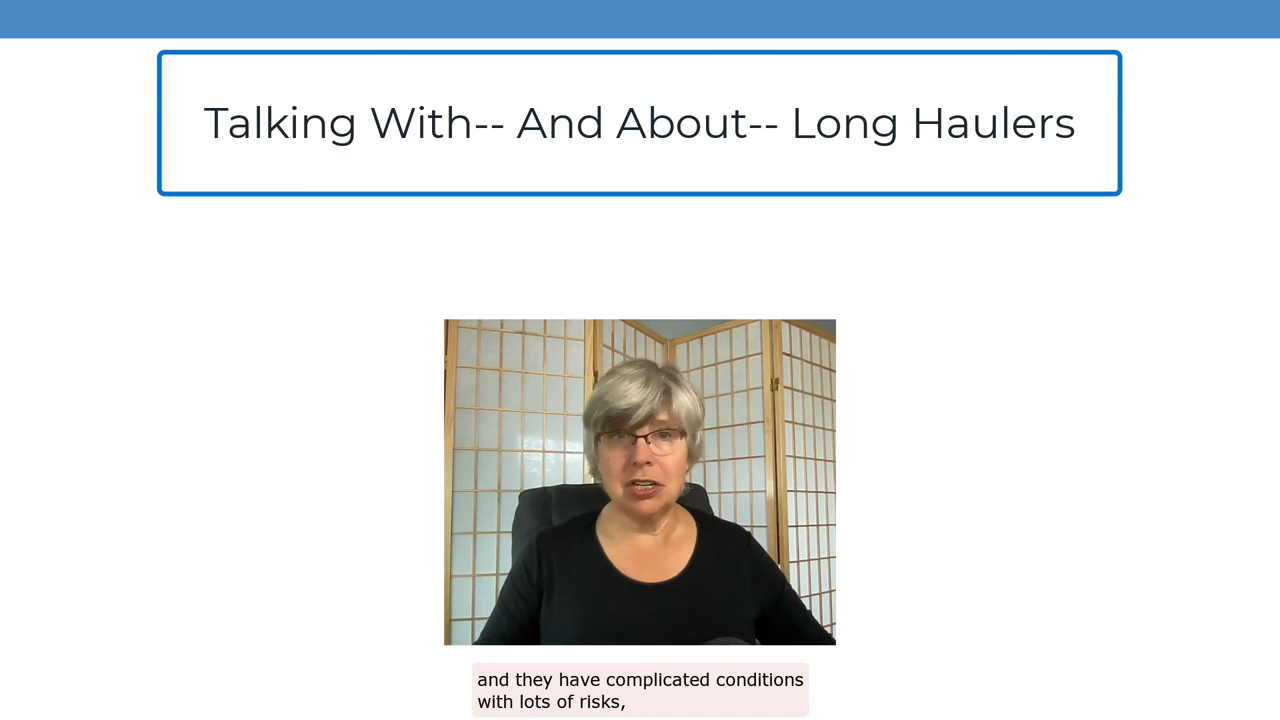 Talking With-- And About-- Long Haulers
and they have complicated conditions
with lots of risks,